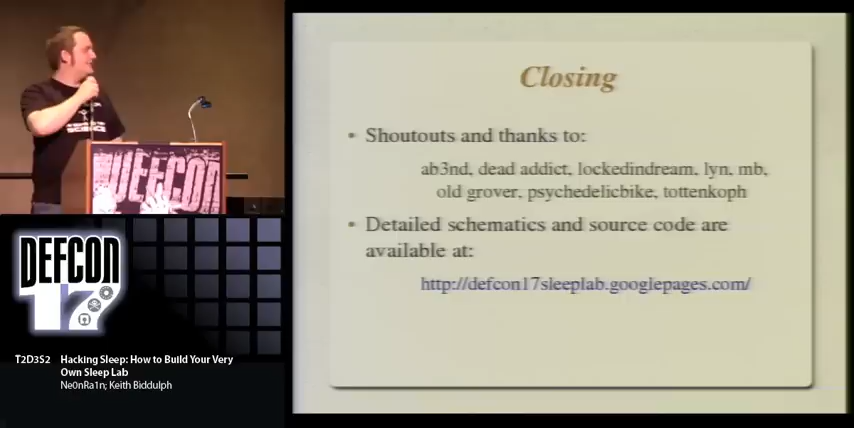 SCIENCE
DEFCON
DEFCON
17
T2D3S2 Hacking Sleep: How to Build Your Very
Own Sleep Lab
Ne0nRa1n; Keith Biddulph
Closing
• Shoutouts and thanks to:
ab3nd, dead addict, lockedindream, lyn, mb,
old grover, psychedelicbike, tottenkoph
• Detailed schematics and source code are
available at:
http://defcon17sleeplab.googlepages.com/